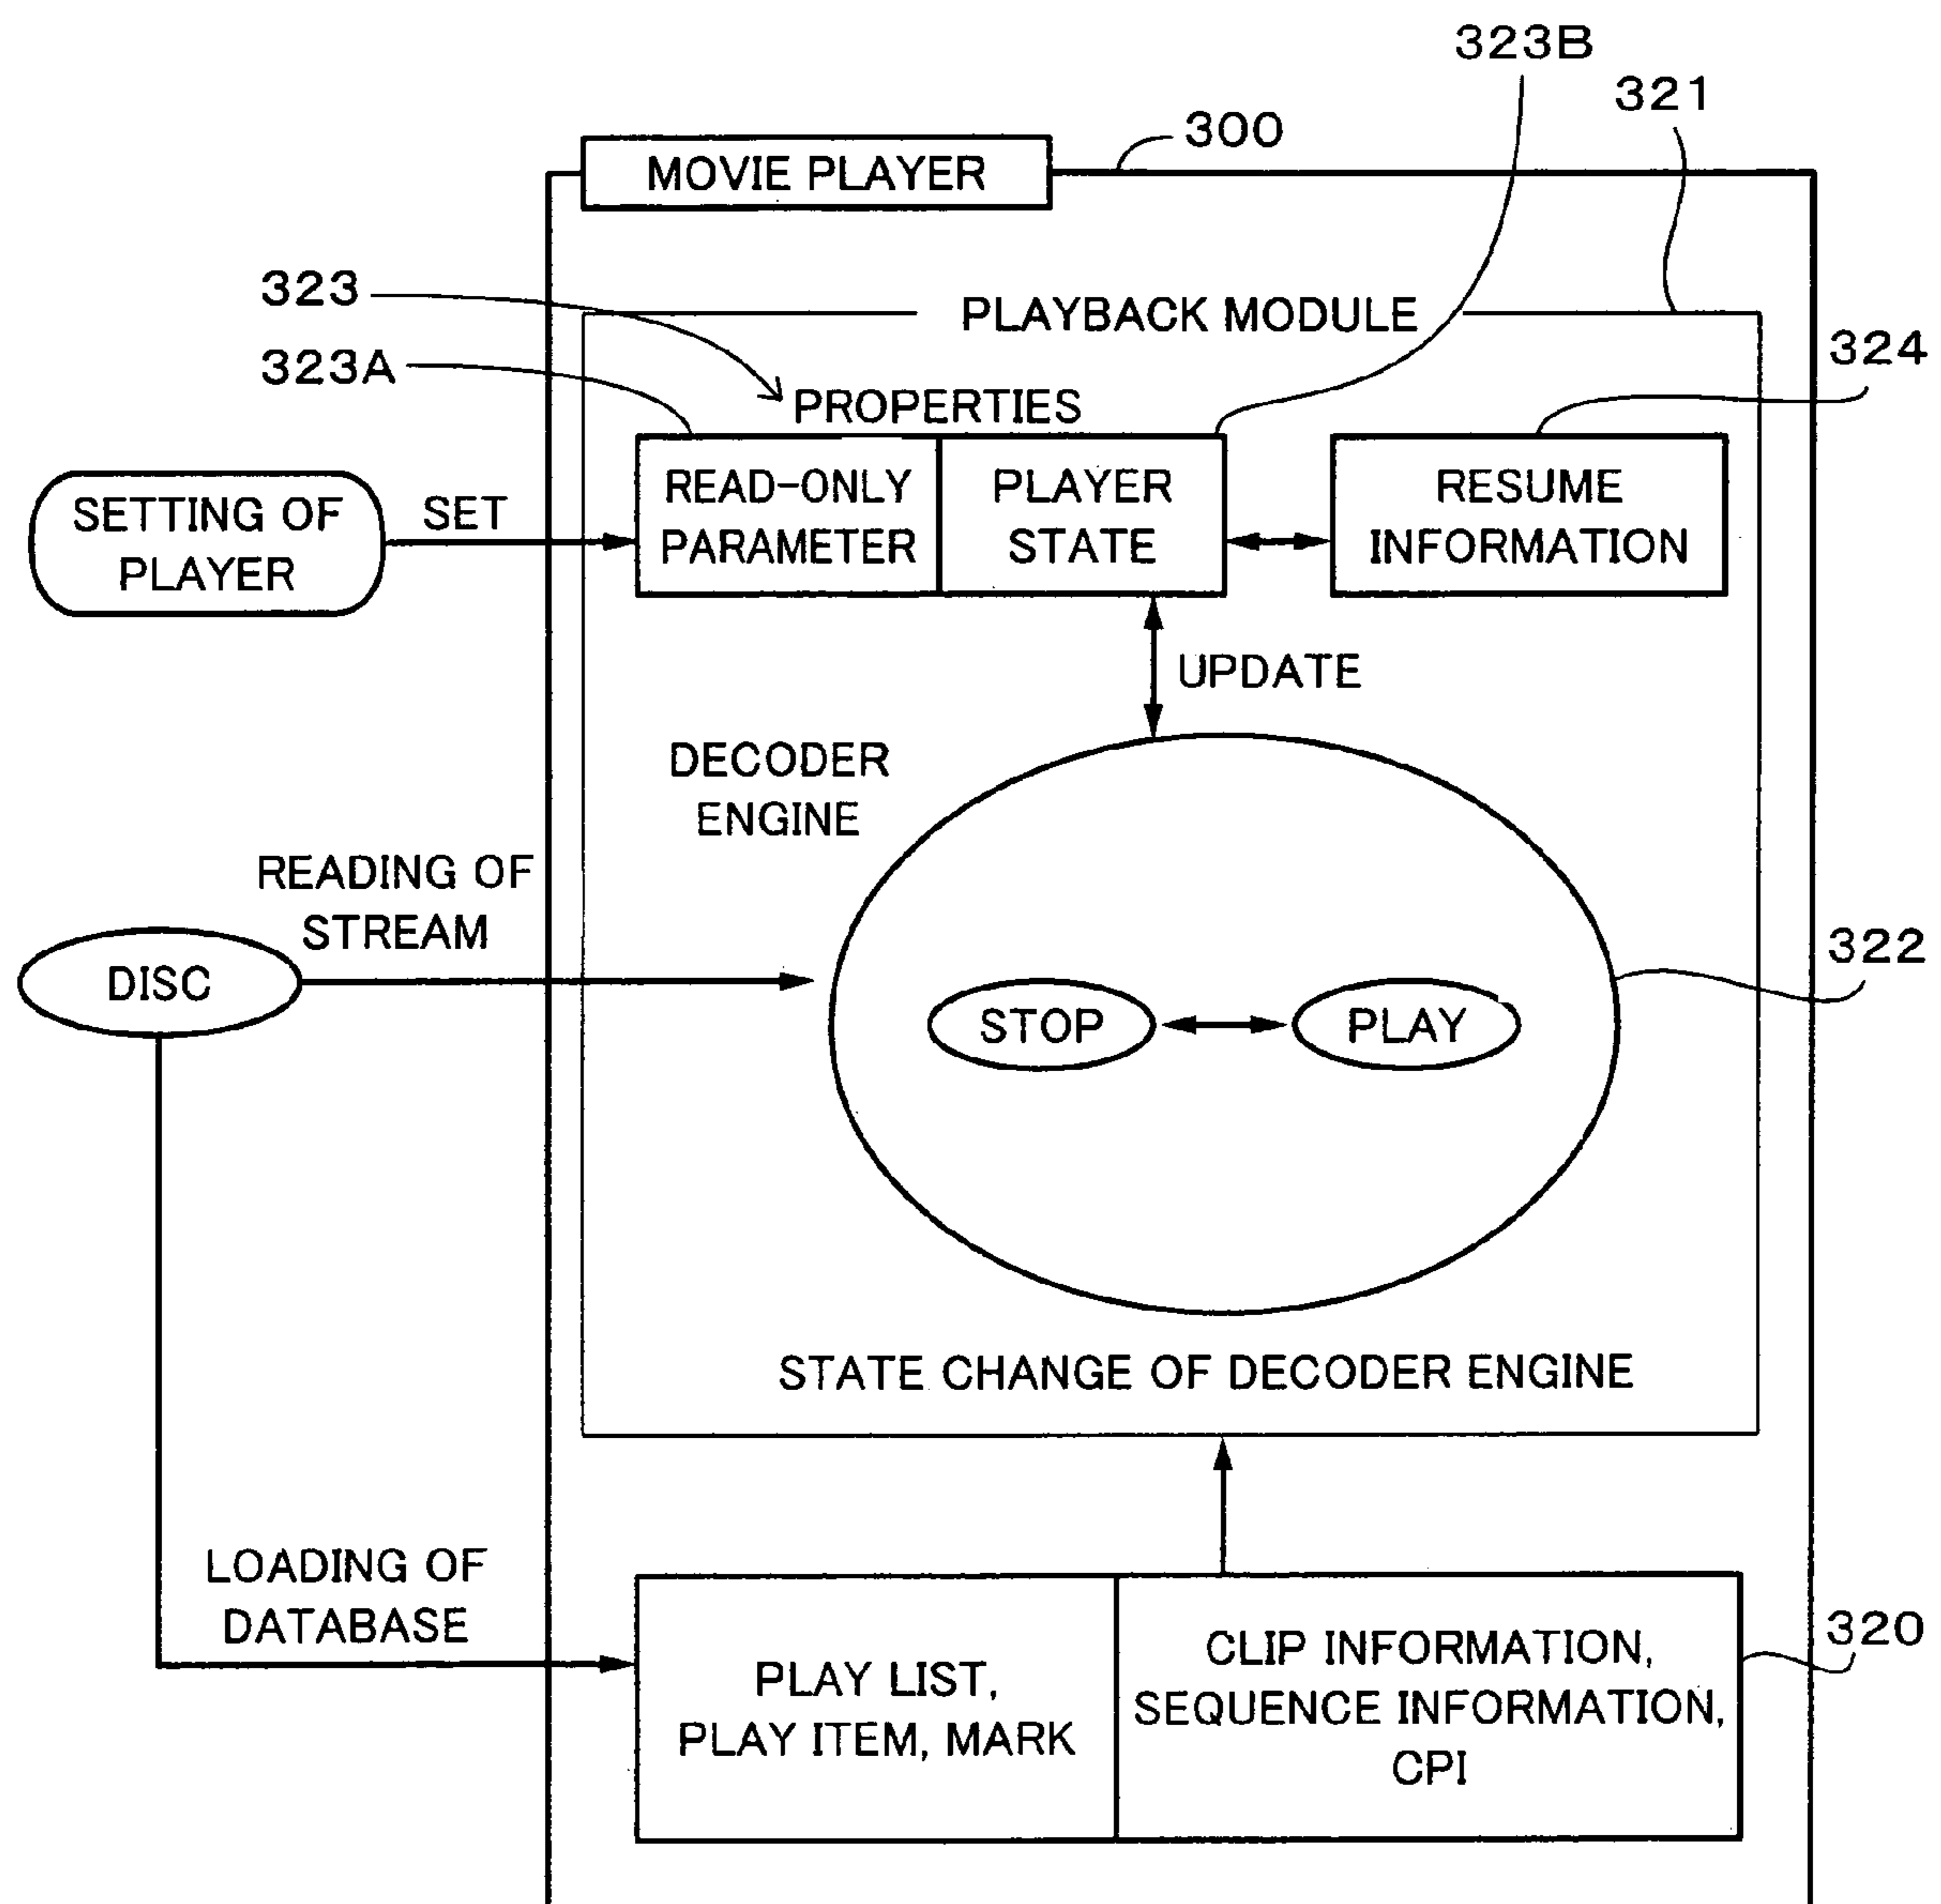 323B
321
300
MOVIE PLAYER
323
PLAYBACK MODULE
324
323A
PROPERTIES
READ-ONLY
PARAMETER
PLAYER
STATE
RESUME
INFORMATION
SETTING OF
PLAYER
SET
UPDATE
DECODER
ENGINE
READING OF
STREAM
DISC
322
STOP
PLAY
STATE CHANGE OF DECODER ENGINE
LOADING OF
DATABASE
320
PLAY LIST,
PLAY ITEM, MARK
CLIP INFORMATION,
SEQUENCE INFORMATION,
CPI